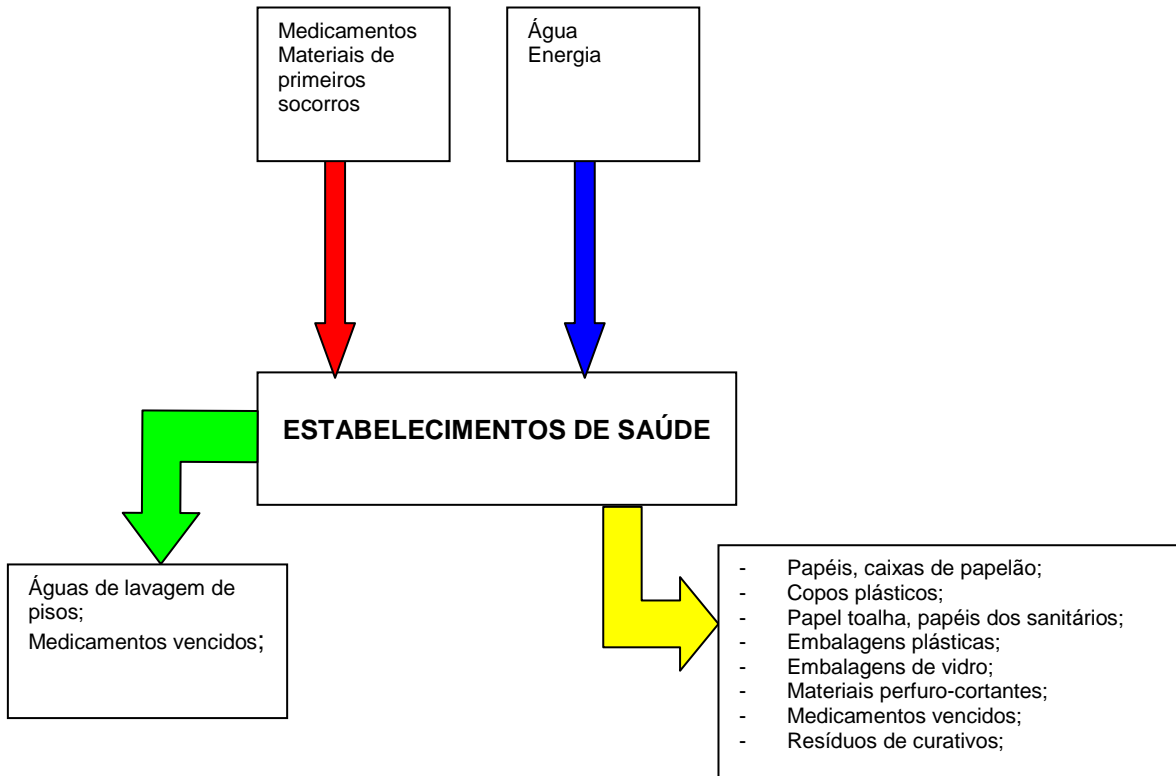 Medicamentos
Materiais de
primeiros
socorros
Água
Energia
ESTABELECIMENTOS DE SAÚDE
Águas de lavagem de
pisos;
Medicamentos vencidos;
- Papéis, caixas de papelão;
- Copos plásticos;
- Papel toalha, papéis dos sanitários;
- Embalagens plásticas;
- Embalagens de vidro;
- Materiais perfuro-cortantes;
- Medicamentos vencidos;
- Resíduos de curativos;